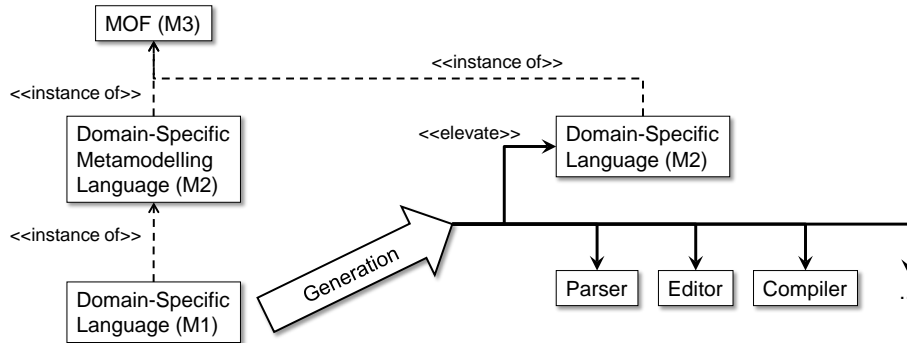 MOF (M3)
<<instance of>>
<<instance of>>
Domain-Specific
Metamodelling
Language (M2)
<<elevate>>
Domain-Specific
Language (M2)
<<instance of>>
Generation
Domain-Specific
Language (M1)
Parser
Editor
Compiler
.